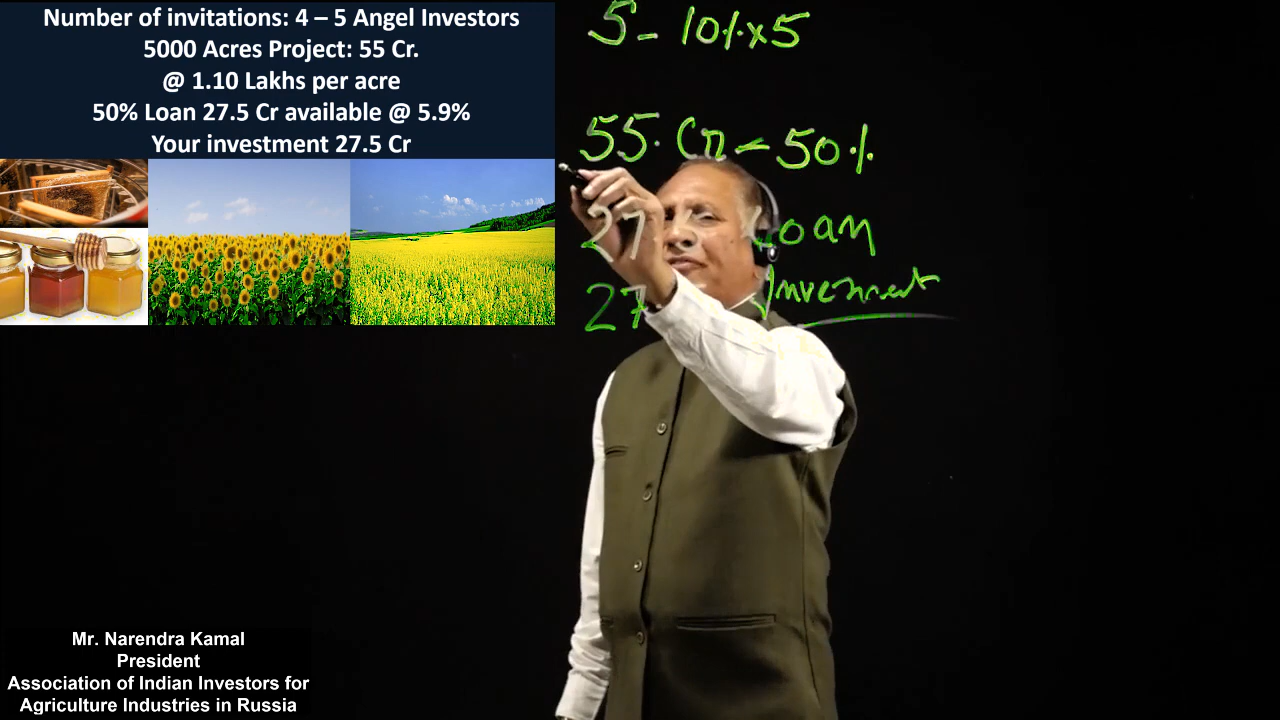 Number of invitations: 4 – 5 Angel Investors
5000 Acres Project: 55 Cr.
@ 1.10 Lakhs per acre
50% Loan 27.5 Cr available @ 5.9%
Your investment 27.5 Cr
5 - 10% x 5
55. Cr - 50%
27 Loan
27.
Mr. Narendra Kamal
President
Association of Indian Investors for
Agriculture Industries in Russia